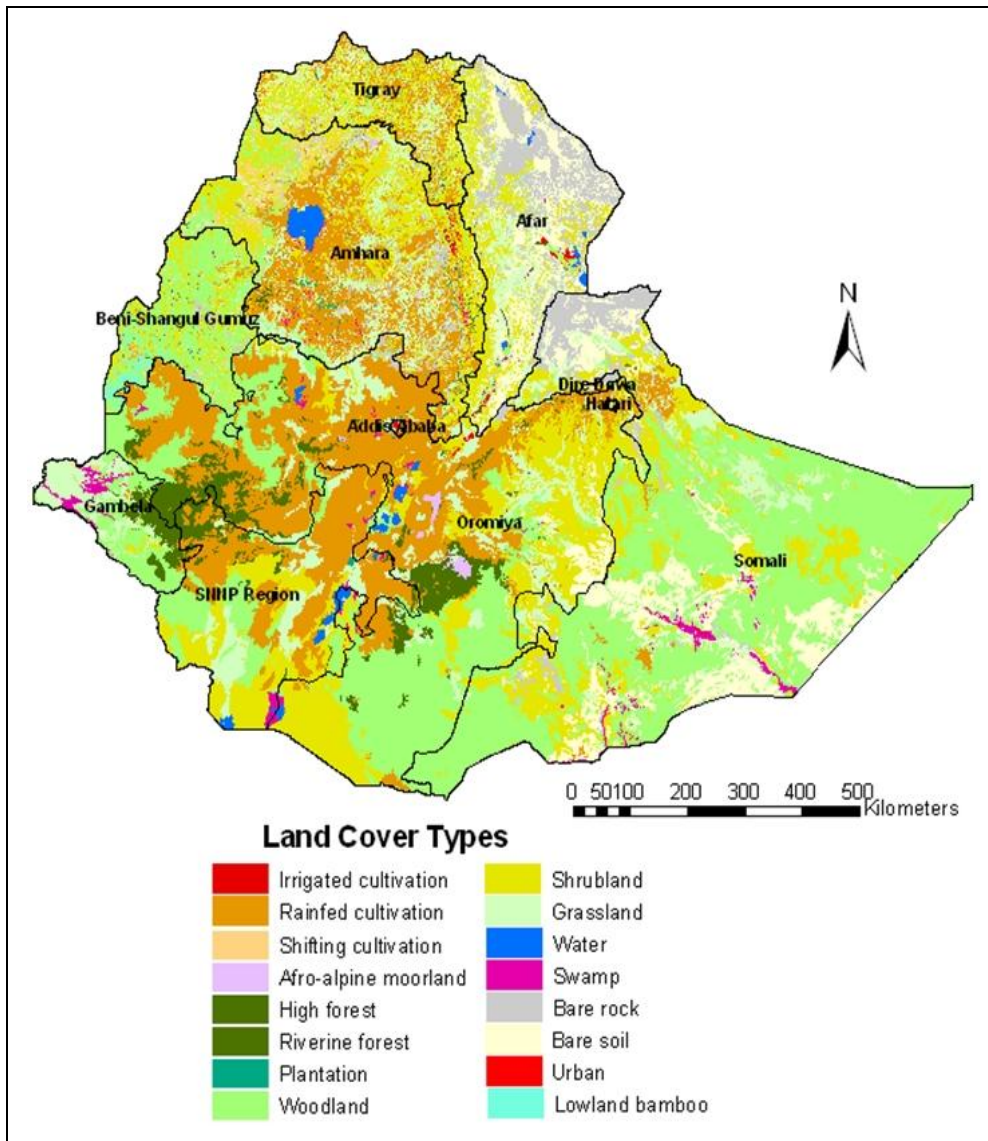 Tigray
Afar
Amhara
N
Beni-Shangul Gumuz
Dire Dawa
Harari
Addis Ababa
Gambela
Oromiya
Somali
SNNP Region
0 50100 200 300 400 500
Kilometers
Land Cover Types
Irrigated cultivation
Rainfed cultivation
Shifting cultivation
Afro-alpine moorland
High forest
Riverine forest
Plantation
Woodland
Shrubland
Grassland
Water
Swamp
Bare rock
Bare soil
Urban
Lowland bamboo